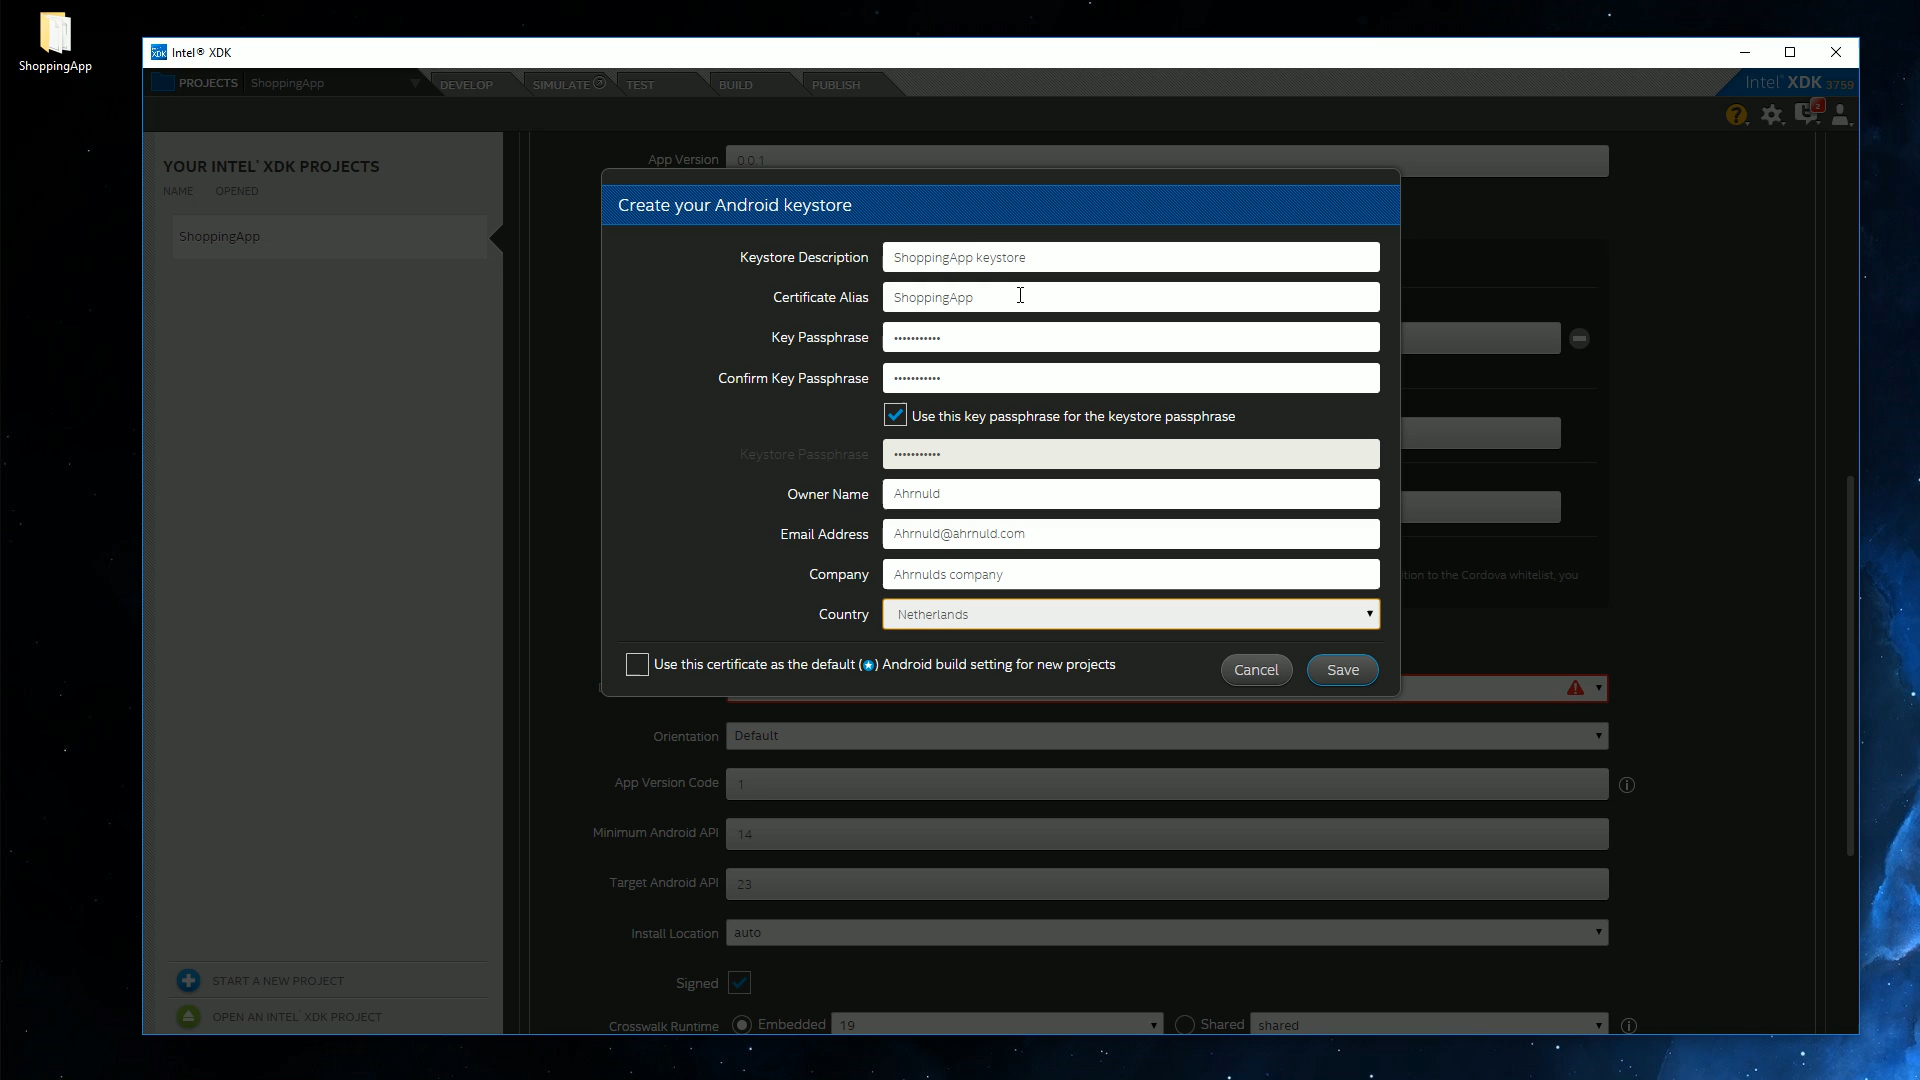 ShoppingApp
Intel® XDK
PROJECTS ShoppingApp DEVELOP SIMULATE TEST BUILD PUBLISH Intel® XDK 3759
2
YOUR INTEL® XDK PROJECTS
NAME OPENED
ShoppingApp
START A NEW PROJECT
OPEN AN INTEL® XDK PROJECT
App Version 0.0.1
Create your Android keystore
Keystore Description ShoppingApp keystore
Certificate Alias ShoppingApp
Key Passphrase •••••••••••
Confirm Key Passphrase •••••••••••
Use this key passphrase for the keystore passphrase
Keystore Passphrase •••••••••••
Owner Name Ahrnuld
Email Address Ahrnuld@ahrnuld.com
Company Ahrnulds company
ition to the Cordova whitelist, you
Country Netherlands
Use this certificate as the default (★) Android build setting for new projects
Cancel Save
Orientation Default
App Version Code 1
Minimum Android API 14
Target Android API 23
Install Location auto
Signed
Crosswalk Runtime Embedded 19 Shared shared